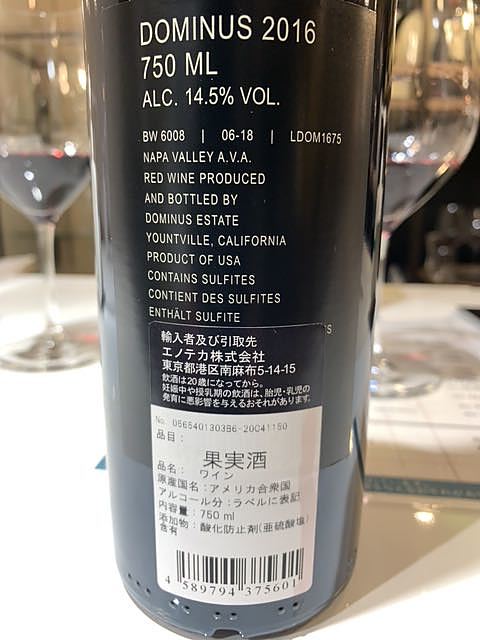 DOMINUS 2016
750 ML
ALC. 14.5% VOL.
BW 6008 | 06-18 | LDOM1675
NAPA VALLEY A.V.A.
RED WINE PRODUCED
AND BOTTLED BY
DOMINUS ESTATE
YOUNTVILLE, CALIFORNIA
PRODUCT OF USA
CONTAINS SULFITES
CONTIENT DES SULFITES
ENTHÄLT SULFITE
S
輸入者及び引取先
エノテカ株式会社
東京都港区南麻布5-14-15
飲酒は20歳になってから。
妊娠中や授乳期の飲酒は、胎児・乳児の
発育に悪影響を与えるおそれがあります。
No. 0565401303B6-20C41150
品目:
果実酒
品名: ワイン
原産国名:アメリカ合衆国
アルコール分:ラベルに表記
内容量:750 ml
添加物:酸化防止剤(亜硫酸塩)
含有
4 589794 375601